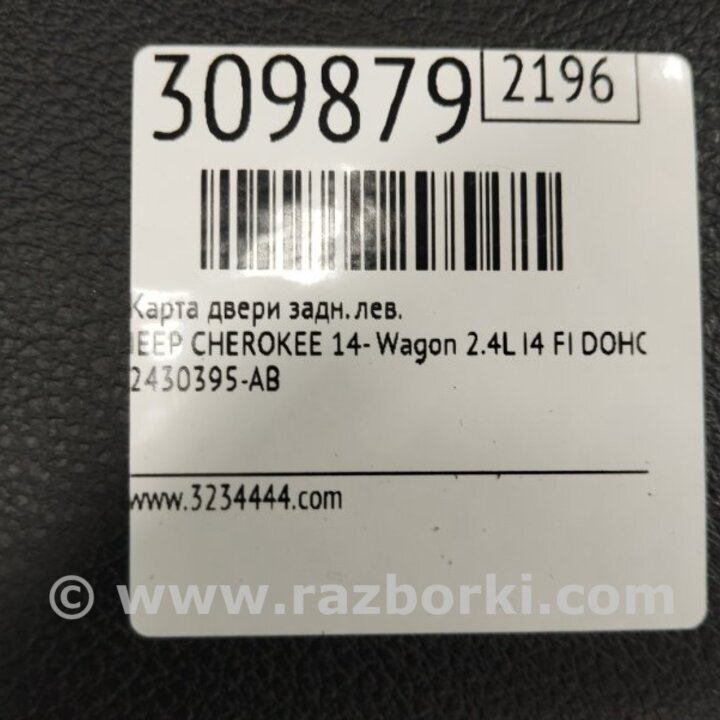 309879 2196
Карта двери задн. лев.
JEEP CHEROKEE 14- Wagon 2.4L I4 FI DOHC
2430395-AB
www.3234444.com
© www.razborki.com